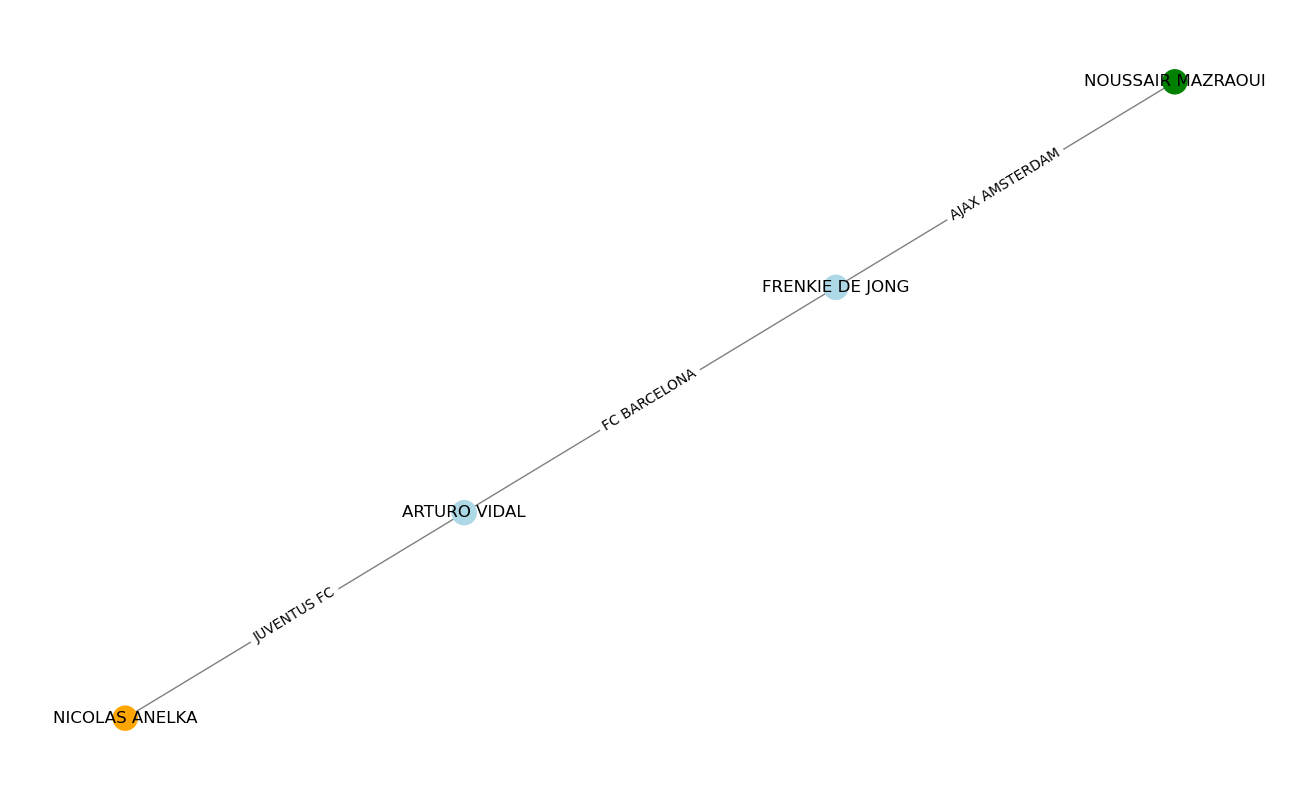 NOUSSAIR MAZRAOUI
AJAX AMSTERDAM
FRENKIE DE JONG
FC BARCELONA
ARTURO VIDAL
JUVENTUS FC
NICOLAS ANELKA